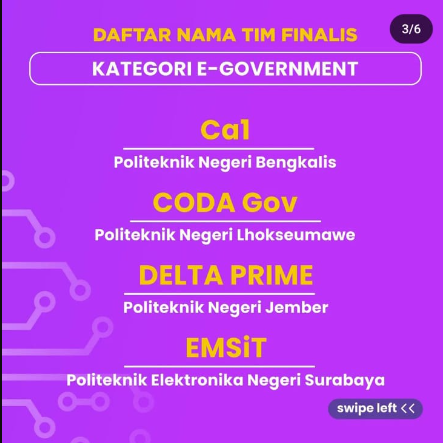 DAFTAR NAMA TIM FINALIS
3/6
KATEGORI E-GOVERNMENT
Ca1
Politeknik Negeri Bengkalis
CODA Gov
Politeknik Negeri Lhokseumawe
DELTA PRIME
Politeknik Negeri Jember
EMSiT
Politeknik Elektronika Negeri Surabaya
swipe left <<